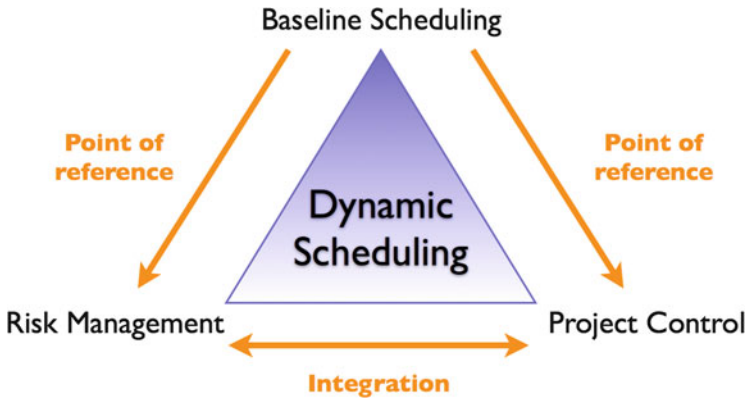 Baseline Scheduling
Point of
reference
Point of
reference
Dynamic
Scheduling
Risk Management
Project Control
Integration